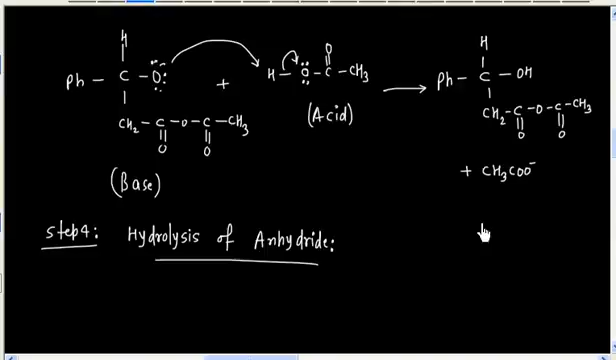 H
Ph - C - O: + H - O - C - CH3 → Ph - C - OH
O
H
CH2 - C - O - C - CH3
O O
(Acid)
CH2 - C - O - C - CH3
O O
(Base)
+ CH3COO-
Step 4: Hydrolysis of Anhydride: